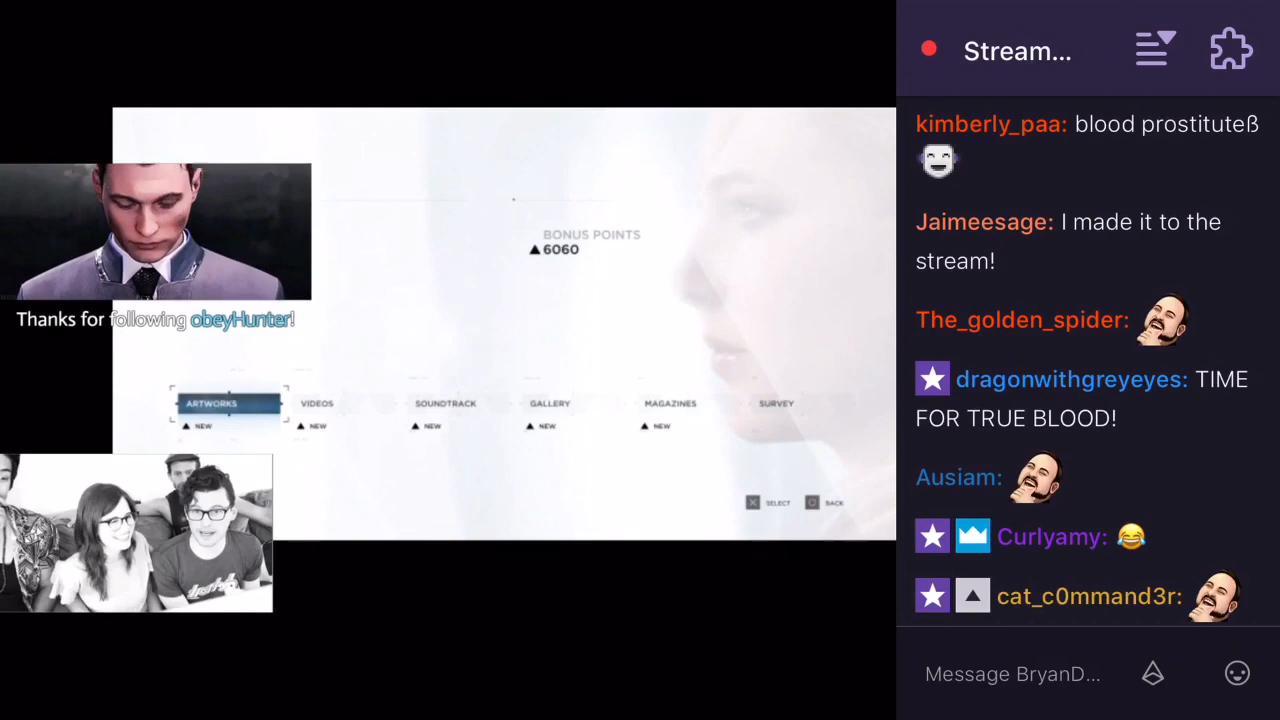 BONUS POINTS
6060
Thanks for following obeyHunter!
ARTWORKS VIDEOS SOUNDTRACK GALLERY MAGAZINES SURVEY
NEW NEW NEW NEW NEW
SELECT BACK
Stream...
kimberly_paa: blood prostituteß
Jaimeesage: I made it to the
stream!
The_golden_spider:
dragonwithgreyeyes: TIME
FOR TRUE BLOOD!
Ausiam:
Curlyamy: 😂
cat_c0mmand3r:
Message BryanD...